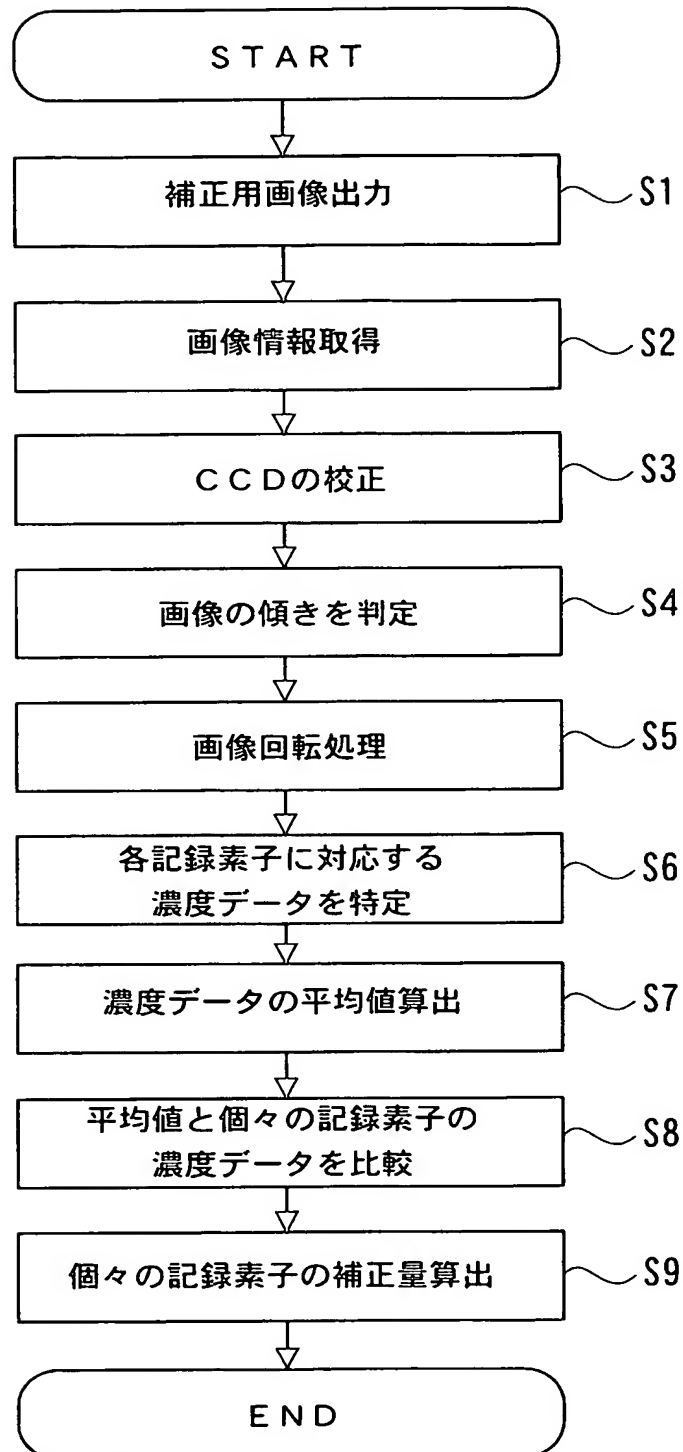 START
補正用画像出力
S1
画像情報取得
S2
CCDの校正
S3
画像の傾きを判定
S4
画像回転処理
S5
各記録素子に対応する
濃度データを特定
S6
濃度データの平均値算出
S7
平均値と個々の記録素子の
濃度データを比較
S8
個々の記録素子の補正量算出
S9
END